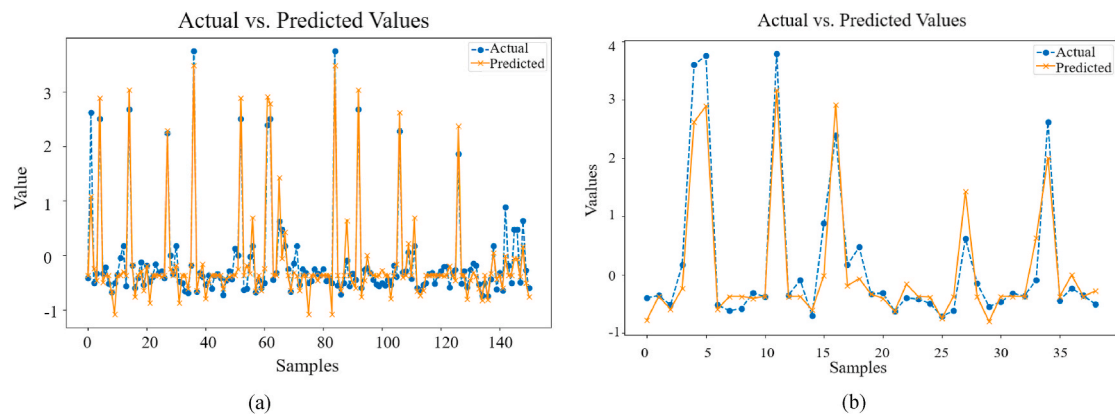 Actual vs. Predicted Values
Actual
Predicted
3
2
1
0
-1
Value
0
20
40
60
80
100
120
140
Samples
(a)
Actual vs. Predicted Values
Actual
Predicted
4
3
2
1
0
-1
Vaalues
0
5
10
15
20
25
30
35
Samples
(b)